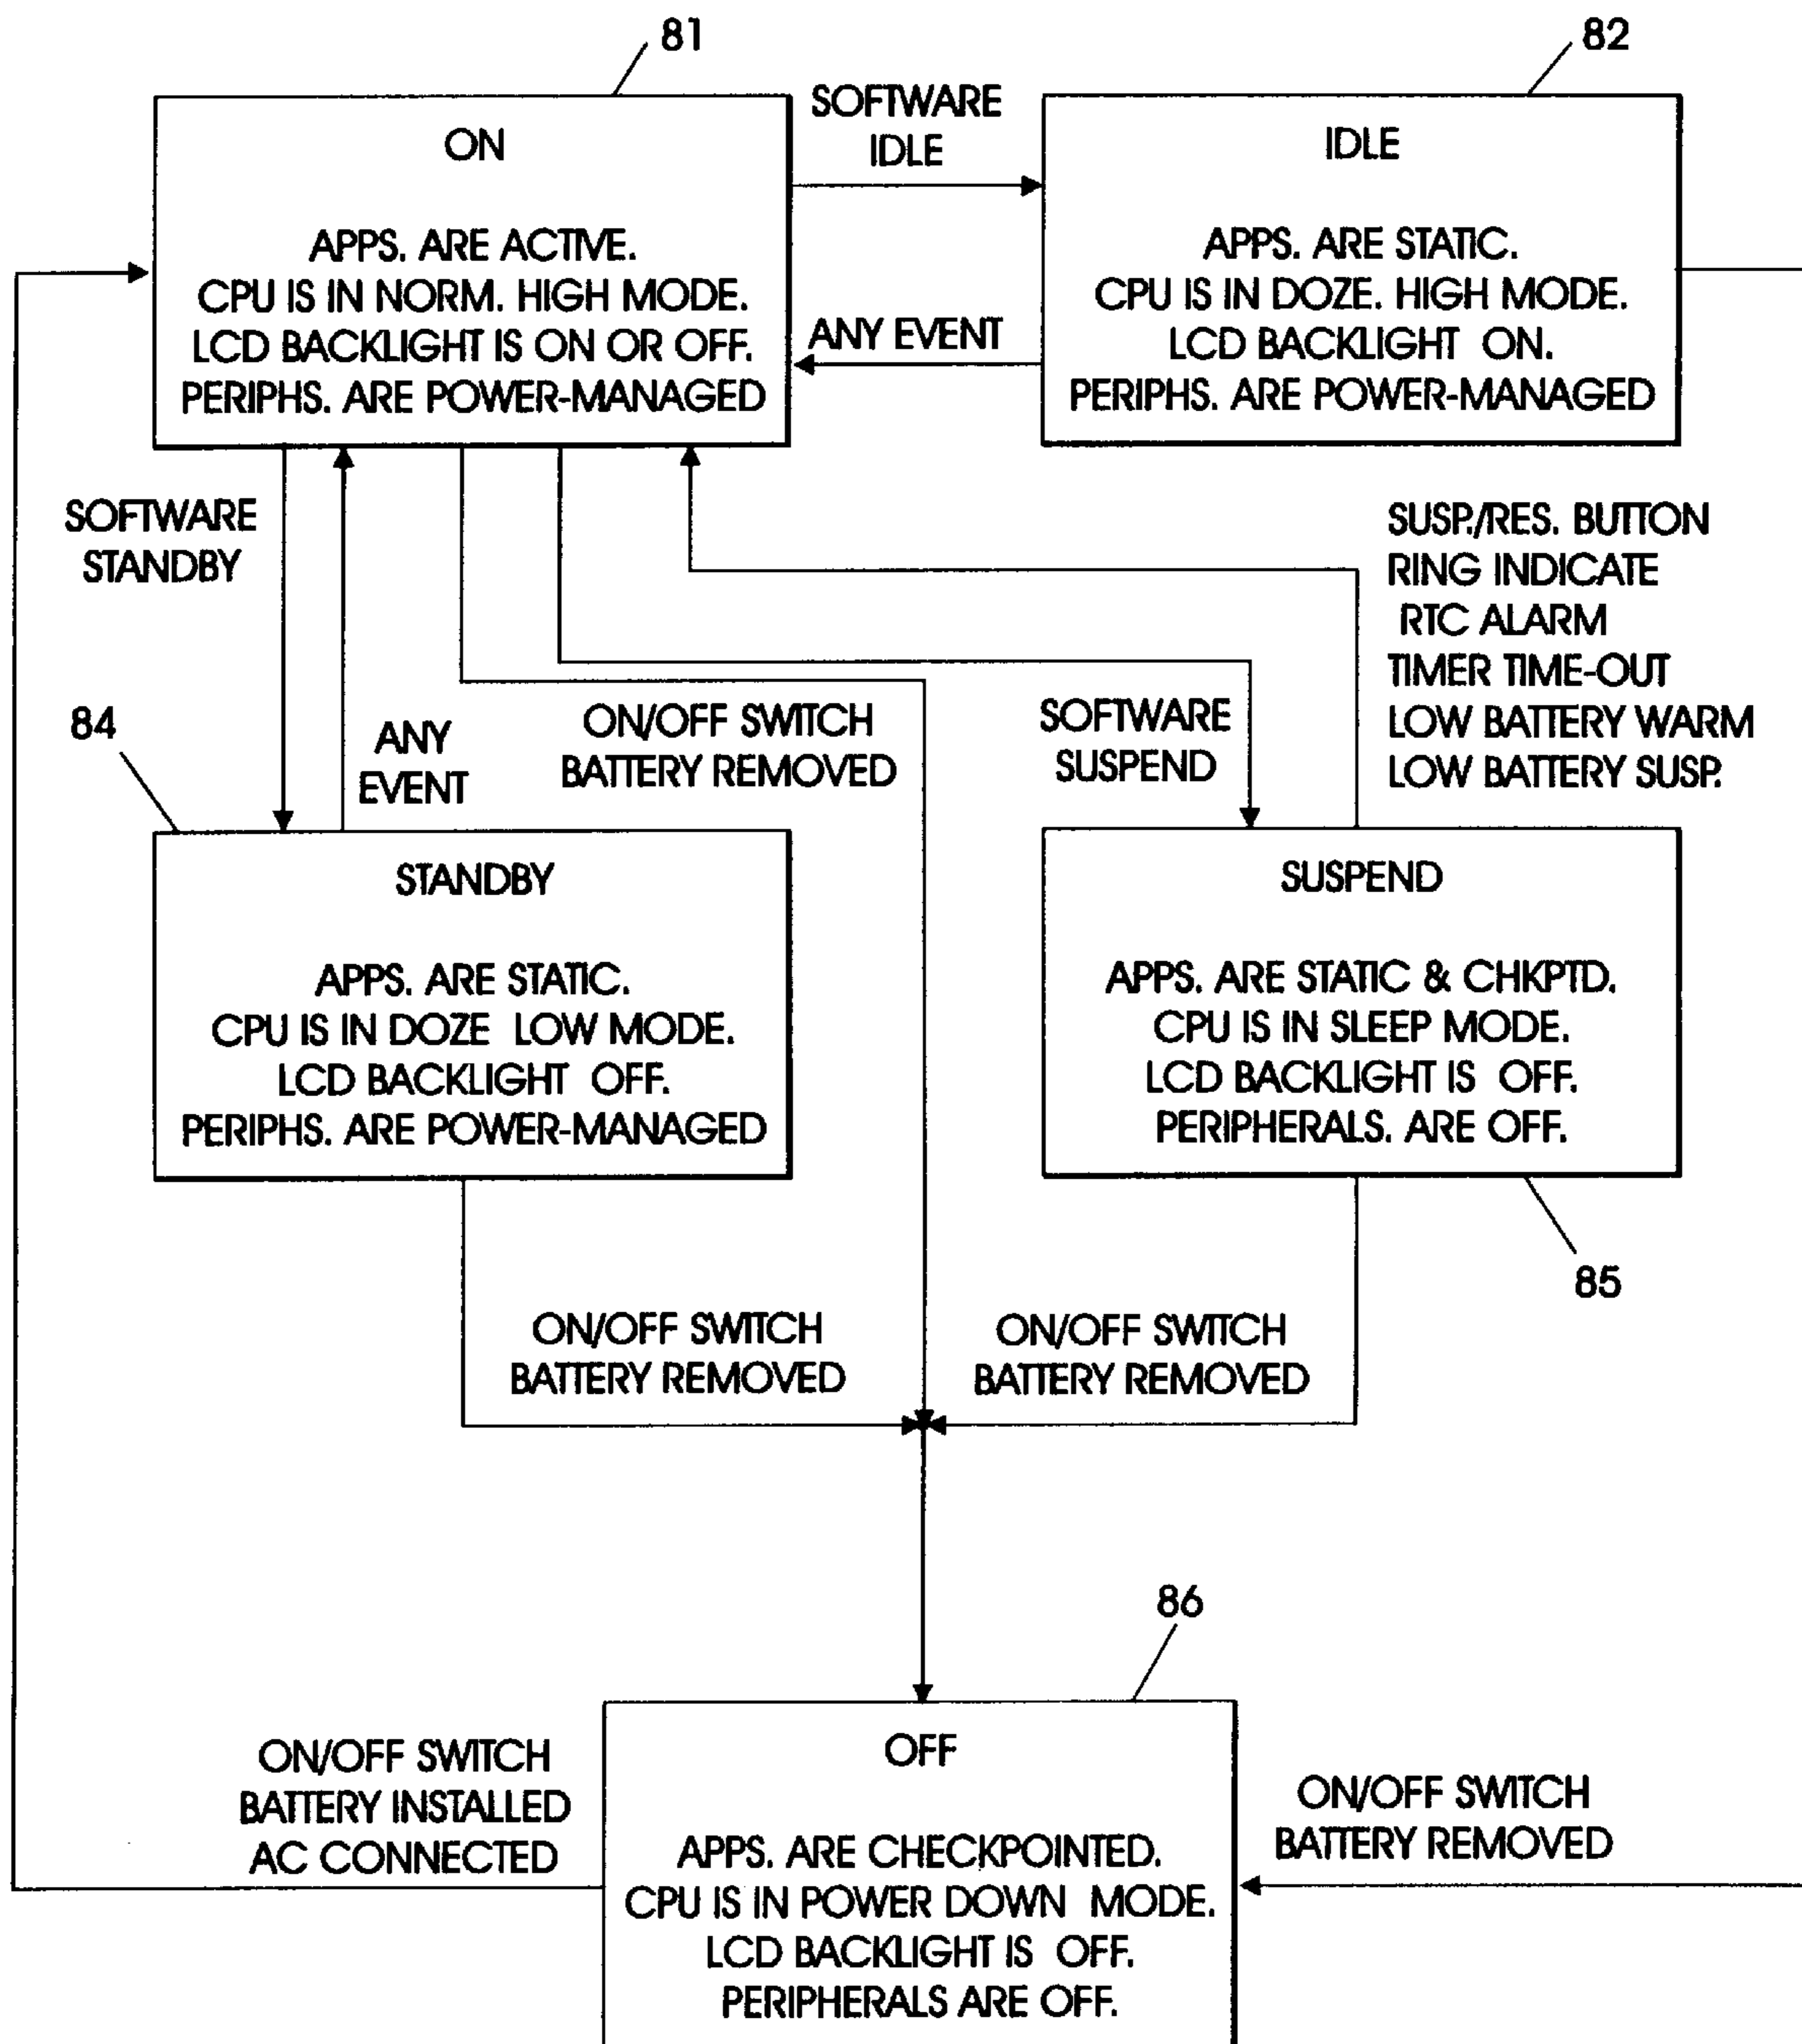 81
82
ON
APPS. ARE ACTIVE.
CPU IS IN NORM. HIGH MODE.
LCD BACKLIGHT IS ON OR OFF.
PERIPHS. ARE POWER-MANAGED
SOFTWARE
IDLE
ANY EVENT
IDLE
APPS. ARE STATIC.
CPU IS IN DOZE. HIGH MODE.
LCD BACKLIGHT ON.
PERIPHS. ARE POWER-MANAGED
SOFTWARE
STANDBY
ANY
EVENT
ON/OFF SWITCH
BATTERY REMOVED
SOFTWARE
SUSPEND
SUSP./RES. BUTTON
RING INDICATE
RTC ALARM
TIMER TIME-OUT
LOW BATTERY WARM
LOW BATTERY SUSP.
84
STANDBY
APPS. ARE STATIC.
CPU IS IN DOZE LOW MODE.
LCD BACKLIGHT OFF.
PERIPHS. ARE POWER-MANAGED
SUSPEND
APPS. ARE STATIC & CHKPTD.
CPU IS IN SLEEP MODE.
LCD BACKLIGHT IS OFF.
PERIPHERALS. ARE OFF.
85
ON/OFF SWITCH
BATTERY REMOVED
ON/OFF SWITCH
BATTERY REMOVED
86
ON/OFF SWITCH
BATTERY INSTALLED
AC CONNECTED
OFF
APPS. ARE CHECKPOINTED.
CPU IS IN POWER DOWN MODE.
LCD BACKLIGHT IS OFF.
PERIPHERALS ARE OFF.
ON/OFF SWITCH
BATTERY REMOVED